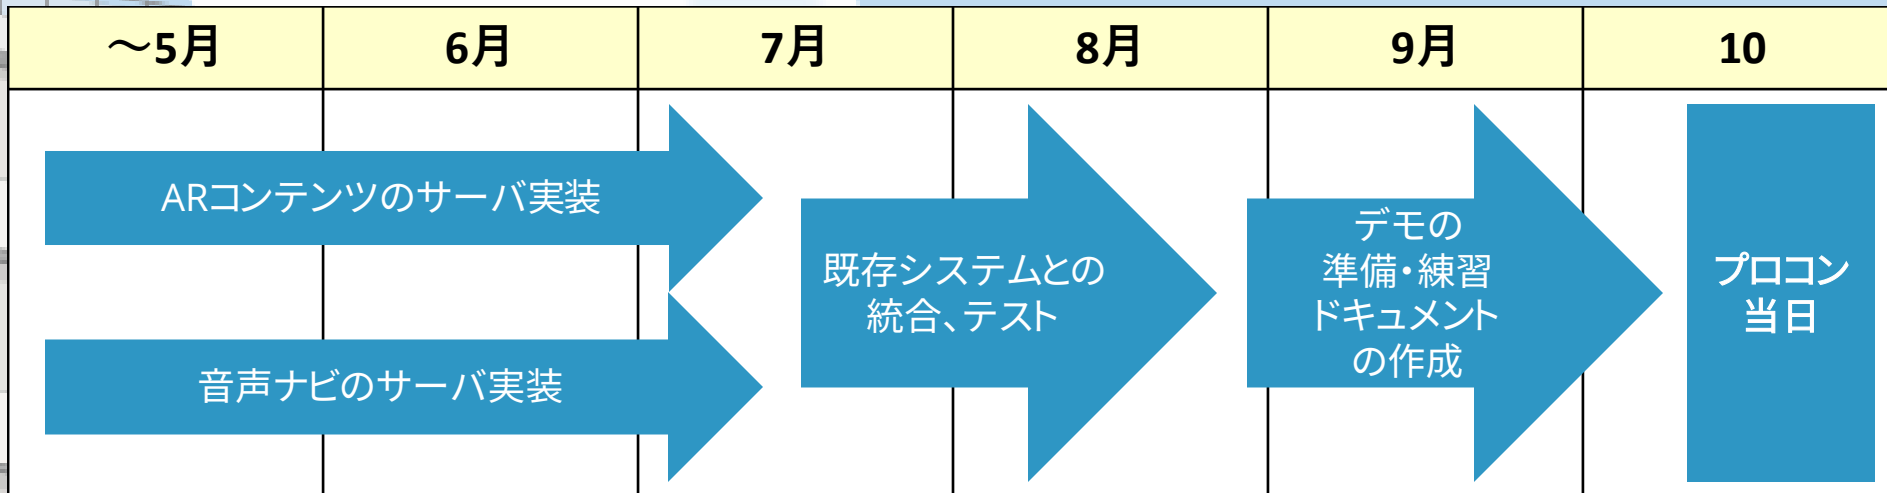 ～5月
6月
7月
8月
9月
10
ARコンテンツのサーバ実装
音声ナビのサーバ実装
既存システムとの
統合、テスト
デモの
準備・練習
ドキュメント
の作成
プロコン
当日